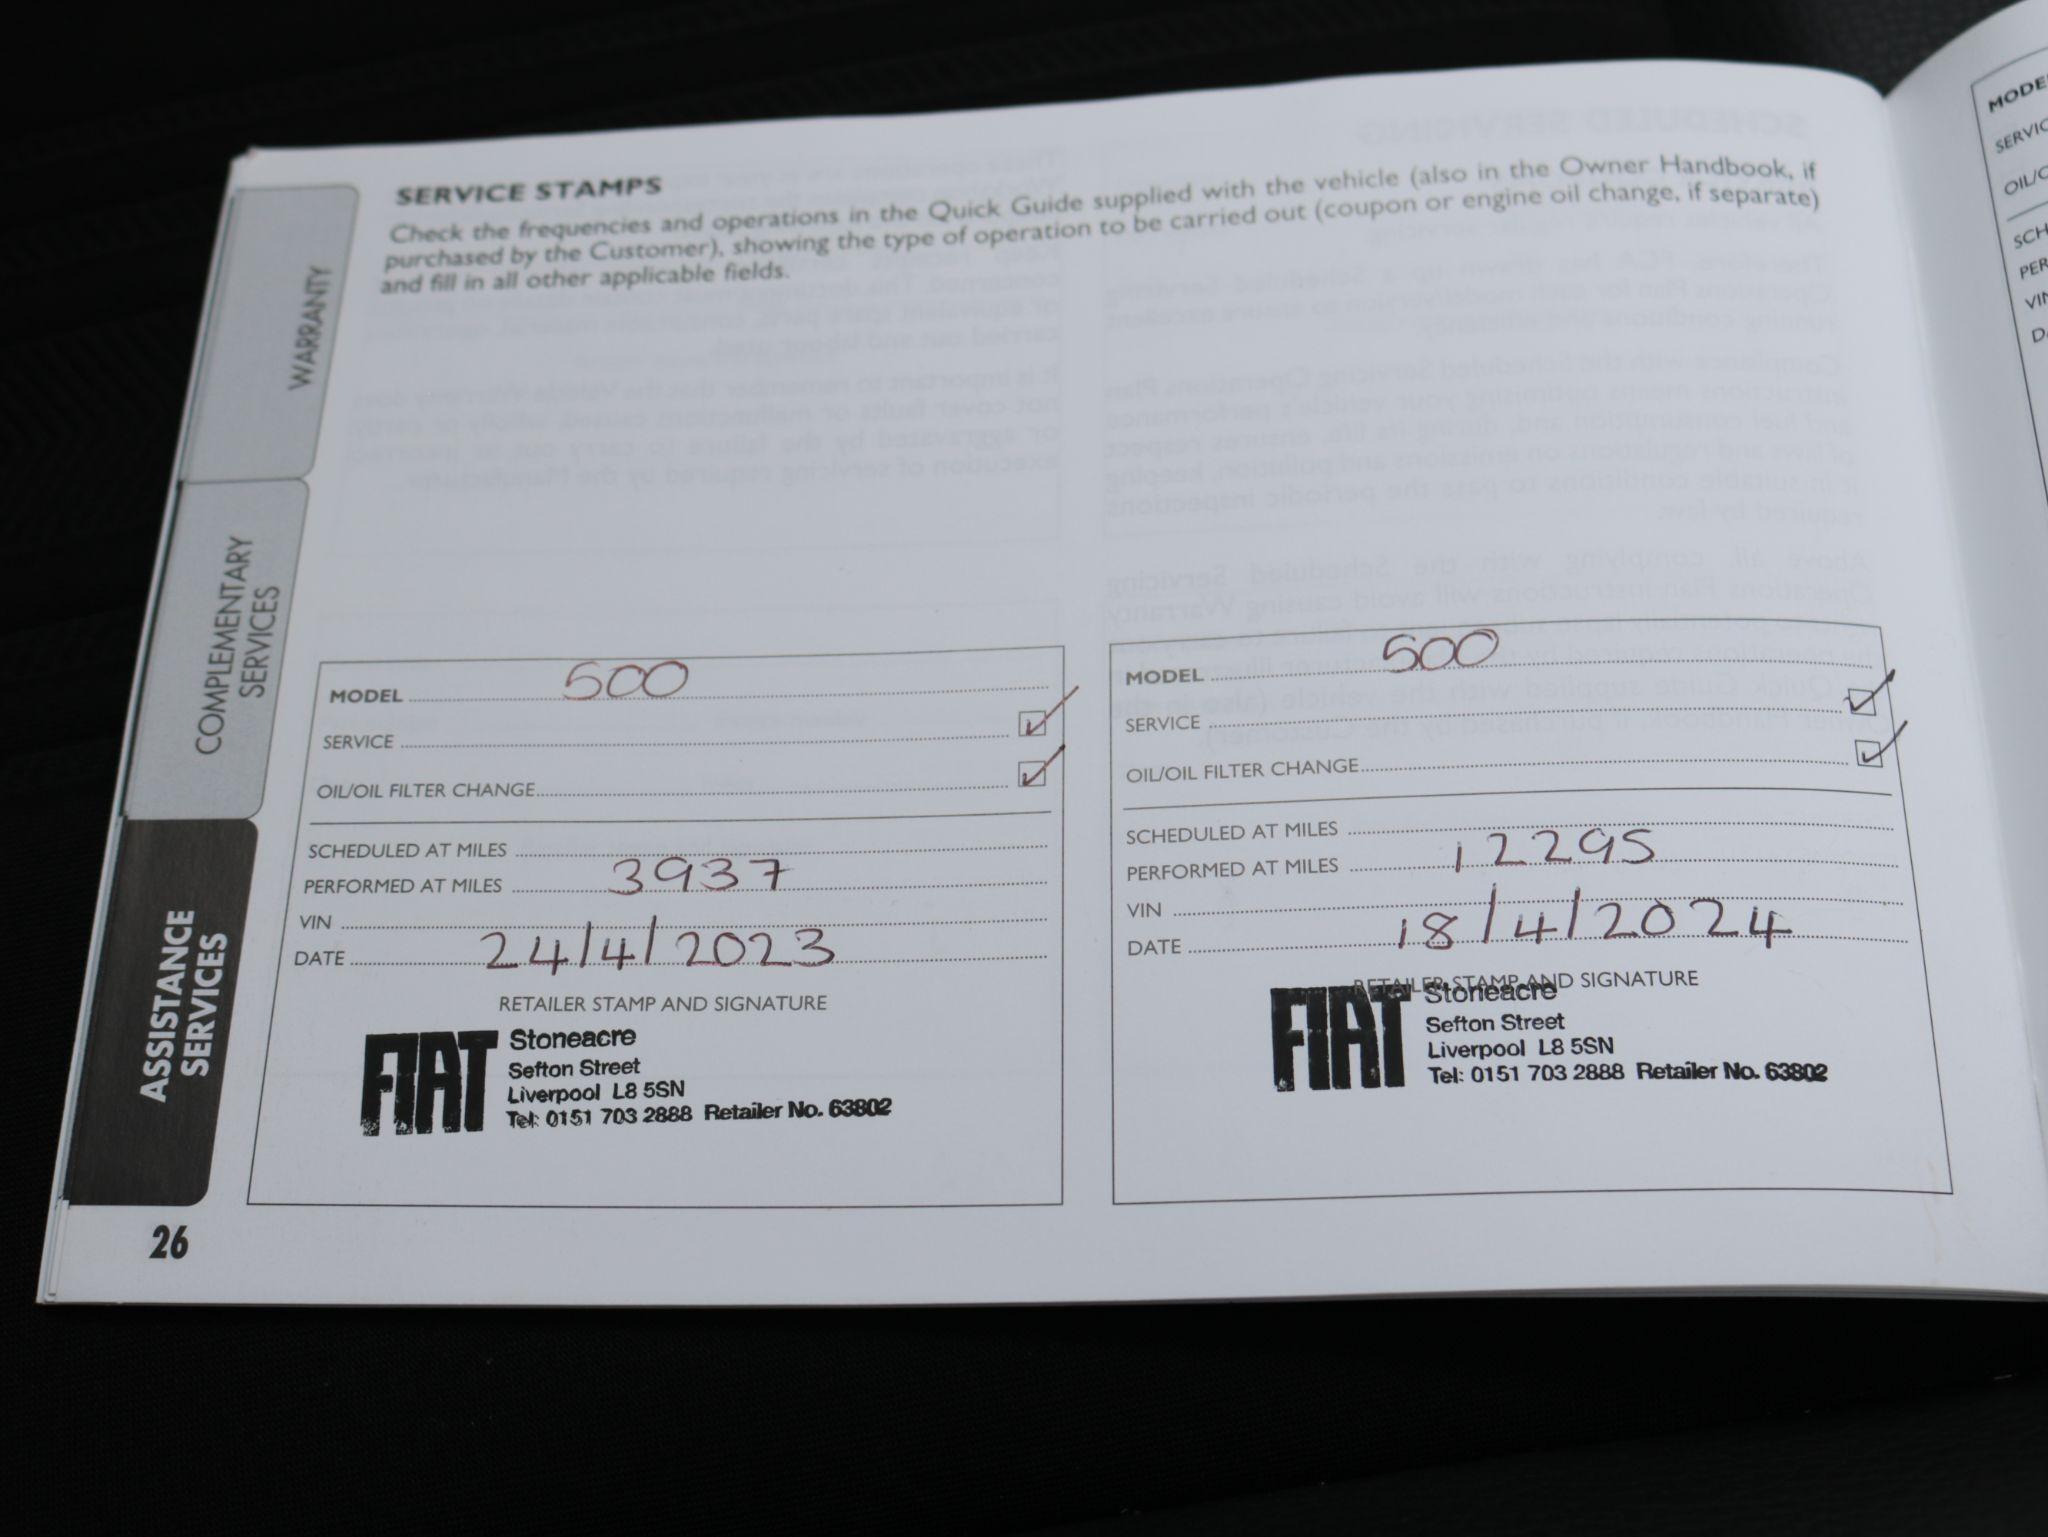 SERVICE STAMPS
Check the frequencies and operations in the Quick Guide supplied with the vehicle (also in the Owner Handbook, if
purchased by the Customer), showing the type of operation to be carried out (coupon or engine oil change, if separate)
and fill in all other applicable fields.
WARRANTY
COMPLEMENTARY
SERVICES
ASSISTANCE
SERVICES
MODEL 500
SERVICE
OIL/OIL FILTER CHANGE
SCHEDULED AT MILES
PERFORMED AT MILES 3937
VIN
DATE 24/4/2023
RETAILER STAMP AND SIGNATURE
FIAT
Stoneacre
Sefton Street
Liverpool L8 5SN
Tel: 0151 703 2888 Retailer No. 63802
MODEL 500
SERVICE
OIL/OIL FILTER CHANGE
SCHEDULED AT MILES
PERFORMED AT MILES 12295
VIN
DATE 18/4/2024
RETAILER STAMP AND SIGNATURE
FIAT
Stoneacre
Sefton Street
Liverpool L8 5SN
Tel: 0151 703 2888 Retailer No. 63802
26